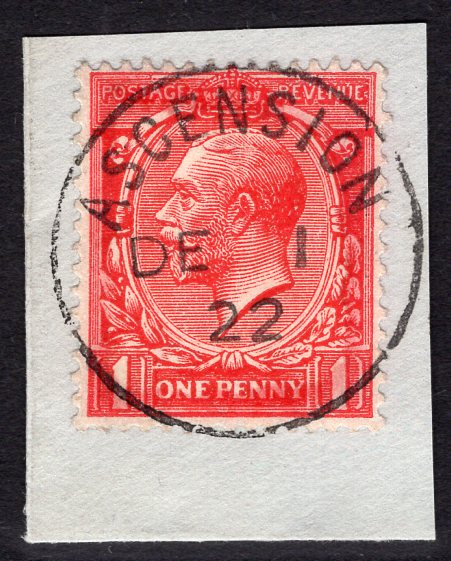 POSTAGE REVENUE
ASCENSION
DE 1
22
1 ONE PENNY 1